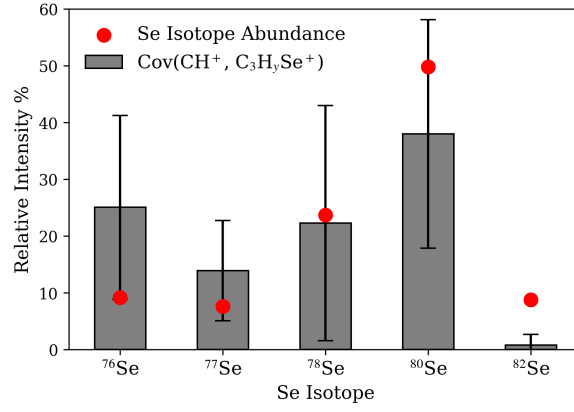 Relative Intensity %
60
50
40
30
20
10
0
Se Isotope Abundance
Cov(CH⁺, C₃HᵧSe⁺)
⁷⁶Se ⁷⁷Se ⁷⁸Se ⁸⁰Se ⁸²Se
Se Isotope